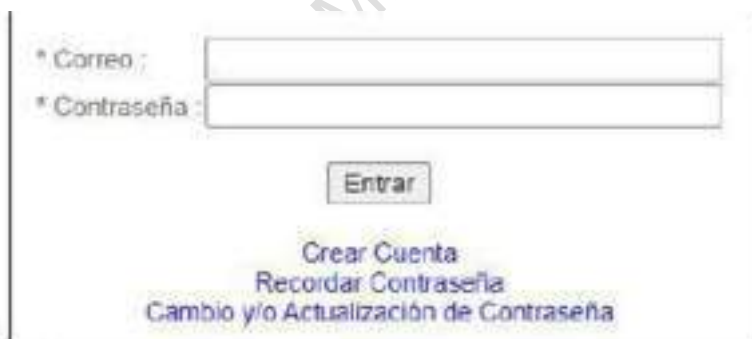 * Correo :
* Contraseña :
Entrar
Crear Cuenta
Recordar Contraseña
Cambio y/o Actualización de Contraseña